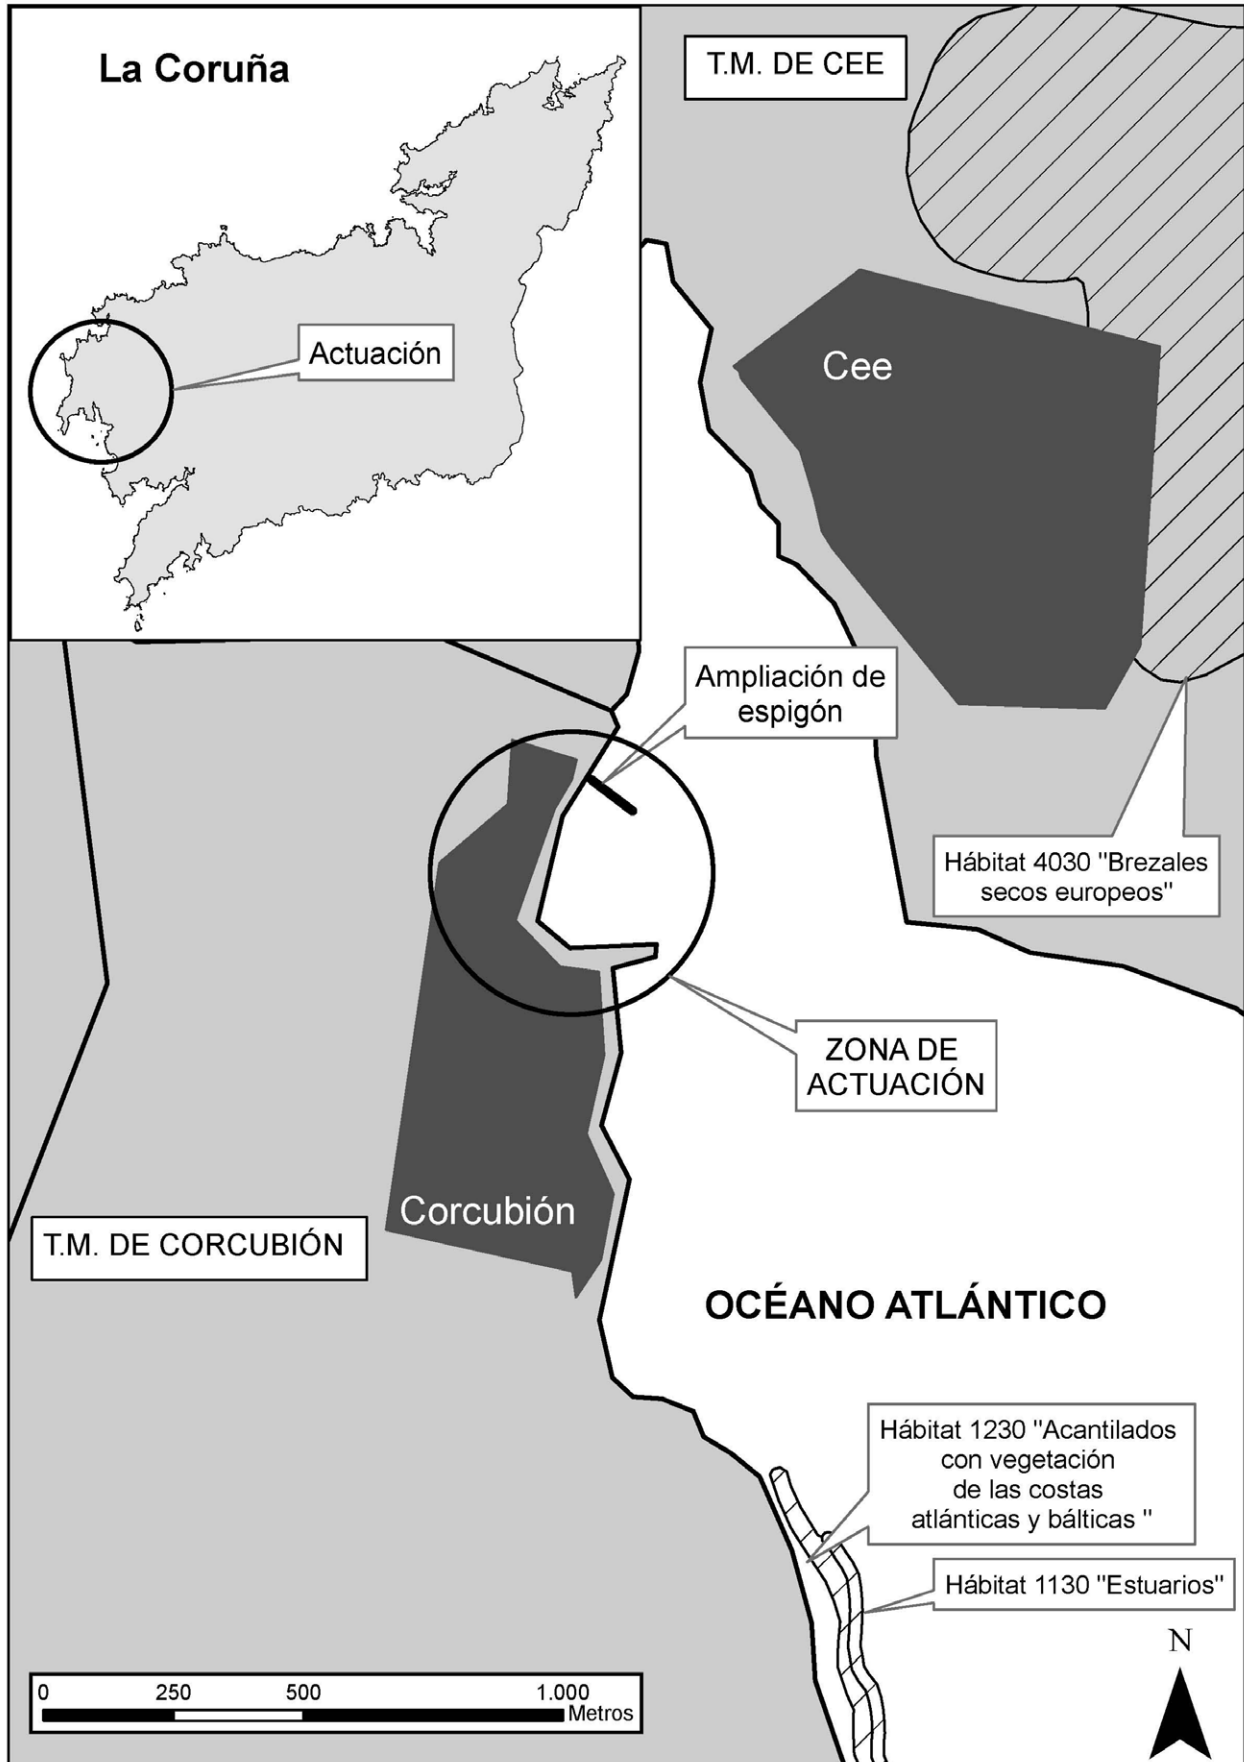 La Coruña
Actuación
T.M. DE CEE
Cee
Ampliación de
espigón
Hábitat 4030 "Brezales
secos europeos"
ZONA DE
ACTUACIÓN
Corcubión
T.M. DE CORCUBIÓN
OCÉANO ATLÁNTICO
Hábitat 1230 "Acantilados
con vegetación
de las costas
atlánticas y bálticas "
Hábitat 1130 "Estuarios"
N
0 250 500 1.000
Metros